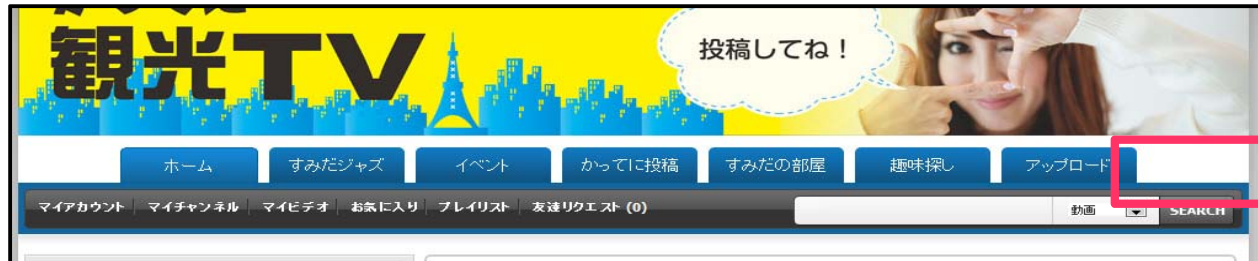 観光TV
投稿してね！
ホーム すみだジャズ イベント かってに投稿 すみだの部屋 趣味探し アップロード
マイアカウント マイチャンネル マイビデオ お気に入り プレイリスト 友達リクエスト (0) 動画 SEARCH